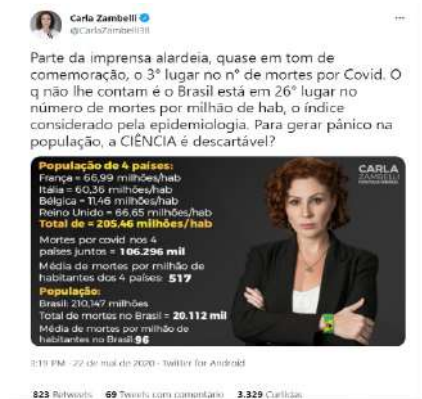 Carla Zambelli
@CarlaZambelli38
Parte da imprensa alardeia, quase em tom de
comemoração, o 3° lugar no n° de mortes por Covid. O
q não lhe contam é o Brasil está em 26° lugar no
número de mortes por milhão de hab, o índice
considerado pela epidemiologia. Para gerar pânico na
população, a CIÊNCIA é descartável?
População de 4 países:
França = 66,99 milhões/hab
Itália = 60,36 milhões/hab
Bélgica = 11,46 milhões/hab
Reino Unido = 66,65 milhões/hab
Total de = 205,46 milhões/hab
Mortes por covid nos 4
países juntos = 106.296 mil
Média de mortes por milhão de
habitantes dos 4 países: 517
População:
Brasil: 210,147 milhões
Total de mortes no Brasil = 20.112 mil
Média de mortes por milhão de
habitantes no Brasil 96
CARLA
ZAMBELLI
3:19 PM · 22 de mai de 2020 · Twitter for Android
823 Retweets 69 Tweets com comentário 3.329 Curtidas